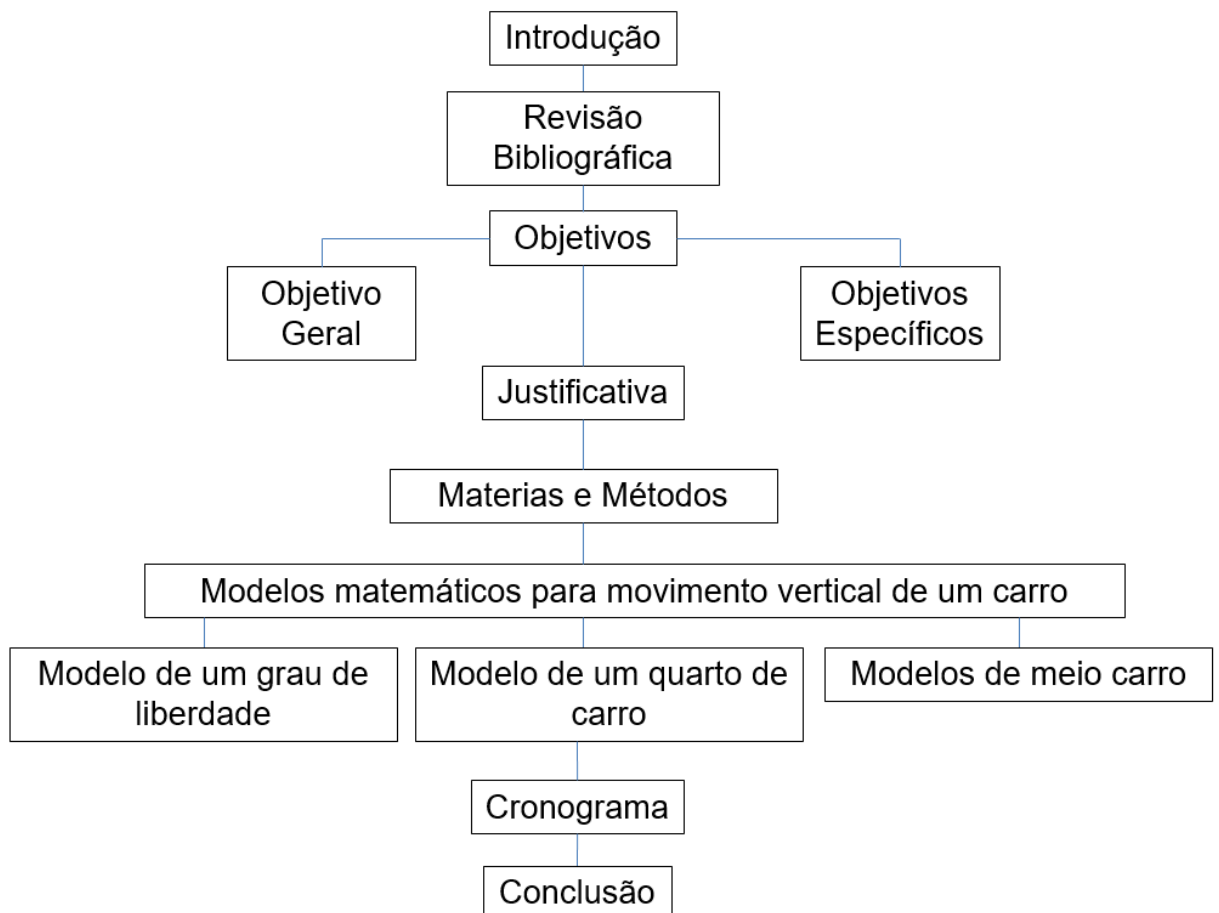 Introdução
Revisão
Bibliográfica
Objetivos
Objetivo
Geral
Objetivos
Específicos
Justificativa
Materias e Métodos
Modelos matemáticos para movimento vertical de um carro
Modelo de um grau de
liberdade
Modelo de um quarto de
carro
Modelos de meio carro
Cronograma
Conclusão